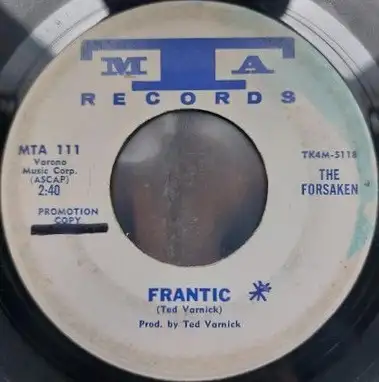 M T A
RECORDS
MTA 111
Varono
Music Corp.
(ASCAP)
2:40
PROMOTION
COPY
TK4M-5118
THE
FORSAKEN
FRANTIC
(Ted Varnick)
Prod. by Ted Varnick